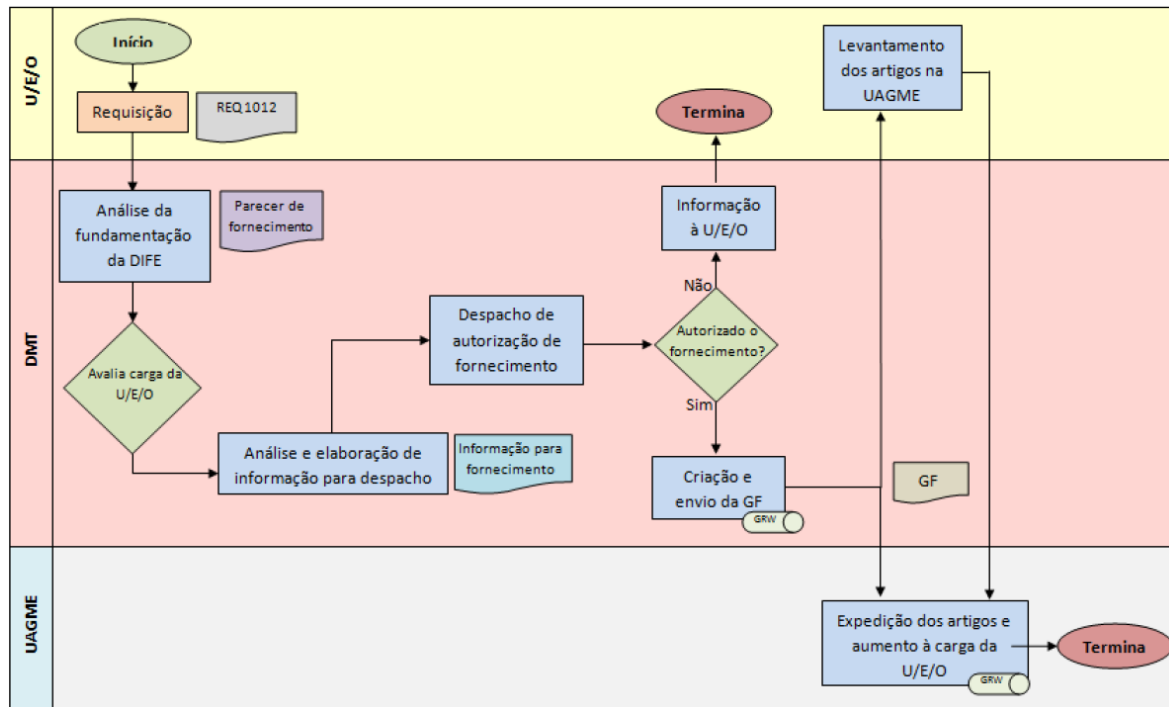 U/E/O
Início
Requisição
REQ1012
Termina
Levantamento
dos artigos na
UAGME
DMT
Análise da
fundamentação
da DIFE
Parecer de
fornecimento
Avalia carga da
U/E/O
Análise e elaboração de
informação para despacho
Informação para
fornecimento
Despacho de
autorização de
fornecimento
Informação
à U/E/O
Não
Autorizado o
fornecimento?
Sim
Criação e
envio da GF
GRW
GF
UAGME
Expedição dos artigos e
aumento à carga da
U/E/O
GRW
Termina